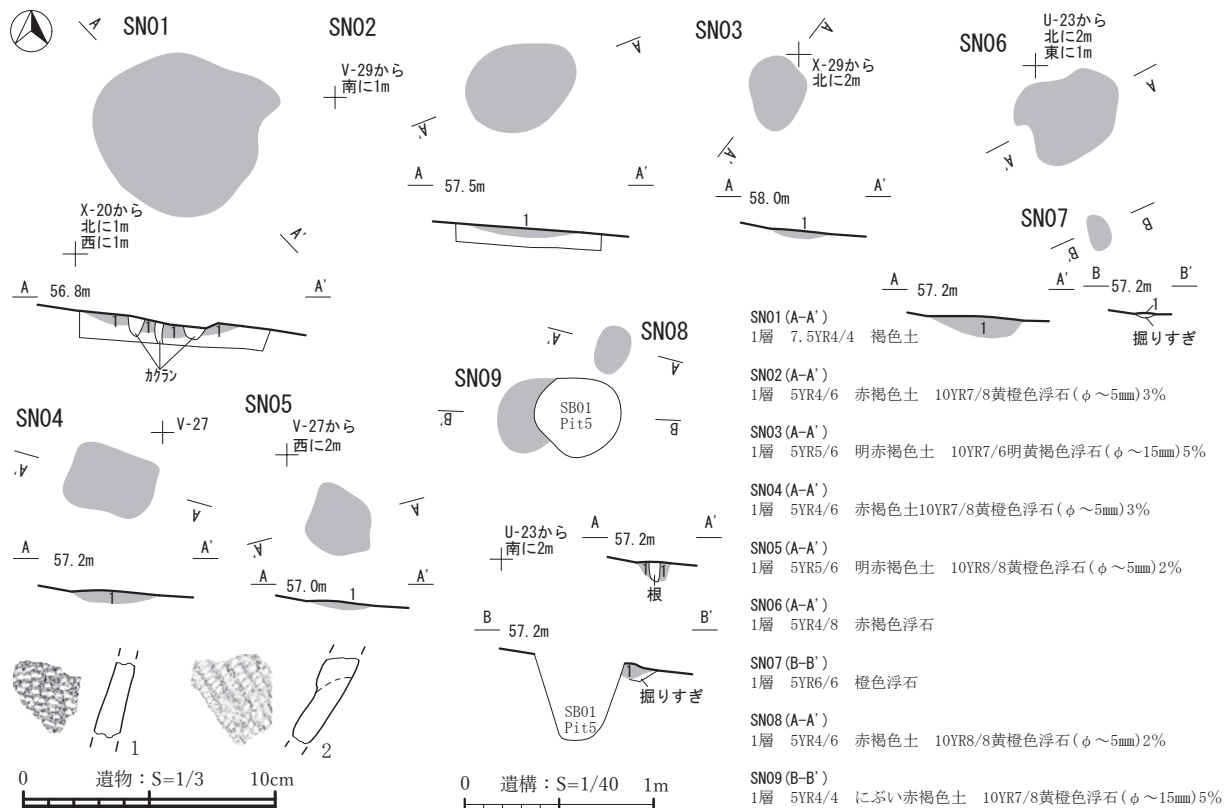 SN01
A
X-20から
北に1m
西に1m
A'
A 56.8m A'
1 1 1 1
カクラン
SN02
V-29から
南に1m
A
A'
A 57.5m A'
1
SN03
A
X-29から
北に2m
A'
A 58.0m A'
1
SN06
U-23から
北に2m
東に1m
A
A'
A 57.2m A'
1
SN07
B
B'
B 57.2m B'
1
掘りすぎ
SN04
V-27
A'
A
A 57.2m A'
1
SN05
V-27から
西に2m
A
A'
A 57.0m A'
1
SN08
A'
A
SN09
B'
SB01
Pit5
B
U-23から
南に2m
A 57.2m A'
1 1
根
B 57.2m B'
1
掘りすぎ
SB01
Pit5
1
2
0 遺物：S=1/3 10cm
0 遺構：S=1/40 1m
SN01(A-A')
1層 7.5YR4/4 褐色土
SN02(A-A')
1層 5YR4/6 赤褐色土 10YR7/8黄橙色浮石(φ～5㎜)3%
SN03(A-A')
1層 5YR5/6 明赤褐色土 10YR7/6明黄褐色浮石(φ～15㎜)5%
SN04(A-A')
1層 5YR4/6 赤褐色土10YR7/8黄橙色浮石(φ～5㎜)3%
SN05(A-A')
1層 5YR5/6 明赤褐色土 10YR8/8黄橙色浮石(φ～5㎜)2%
SN06(A-A')
1層 5YR4/8 赤褐色浮石
SN07(B-B')
1層 5YR6/6 橙色浮石
SN08(A-A')
1層 5YR4/6 赤褐色土 10YR8/8黄橙色浮石(φ～5㎜)2%
SN09(B-B')
1層 5YR4/4 にぶい赤褐色土 10YR7/8黄橙色浮石(φ～15㎜)5%